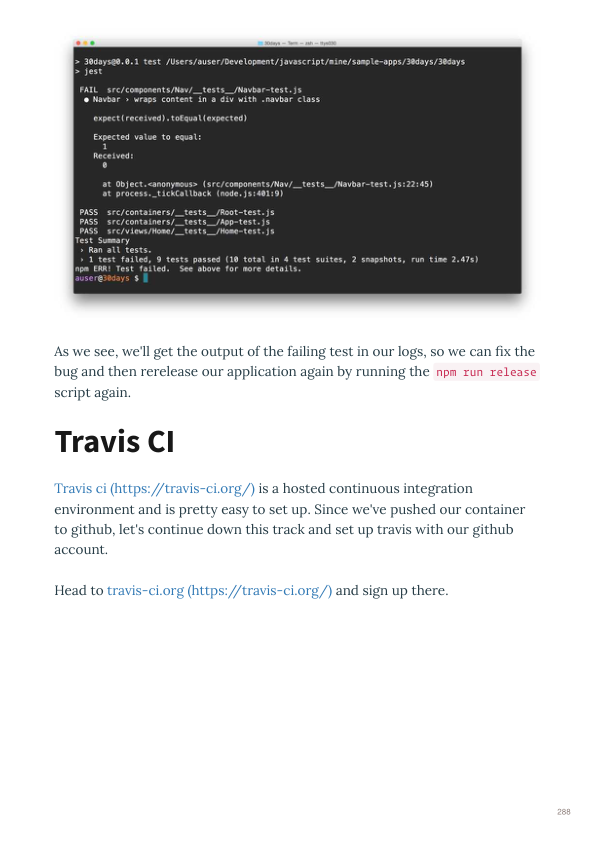 > 30days@0.0.1 test /Users/auser/Development/javascript/mine/sample-apps/30days/30days
> jest
FAIL src/components/Nav/__tests__/Navbar-test.js
● Navbar › wraps content in a div with .navbar class
expect(received).toEqual(expected)
Expected value to equal:
1
Received:
0
at Object.<anonymous> (src/components/Nav/__tests__/Navbar-test.js:22:45)
at process._tickCallback (node.js:401:9)
PASS src/containers/__tests__/Root-test.js
PASS src/containers/__tests__/App-test.js
PASS src/views/Home/__tests__/Home-test.js
Test Summary
› Ran all tests.
› 1 test failed, 9 tests passed (10 total in 4 test suites, 2 snapshots, run time 2.47s)
npm ERR! Test failed. See above for more details.
auser@30days $
As we see, we'll get the output of the failing test in our logs, so we can fix the
bug and then rerelease our application again by running the npm run release
script again.
Travis CI
Travis ci (https://travis-ci.org/) is a hosted continuous integration
environment and is pretty easy to set up. Since we've pushed our container
to github, let's continue down this track and set up travis with our github
account.
Head to travis-ci.org (https://travis-ci.org/) and sign up there.
288